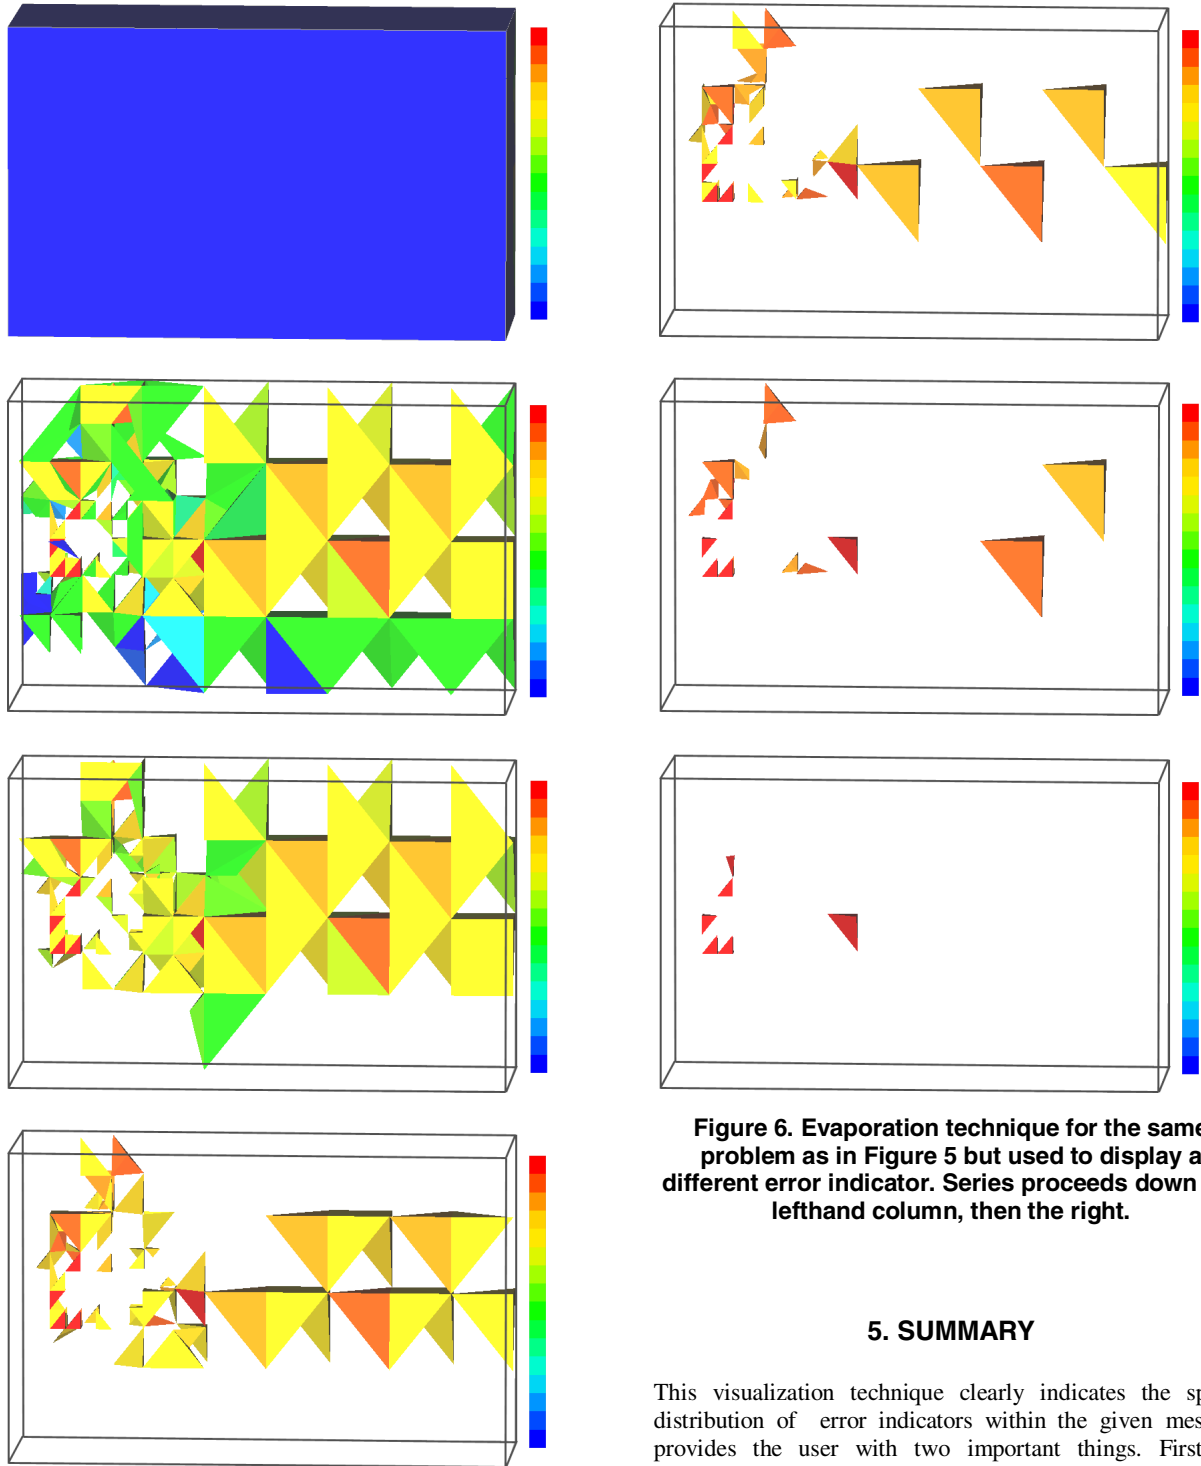 Figure 6. Evaporation technique for the same
problem as in Figure 5 but used to display a
different error indicator. Series proceeds down
lefthand column, then the right.
5. SUMMARY
This visualization technique clearly indicates the
distribution of error indicators within the given
provides the user with two important things. First